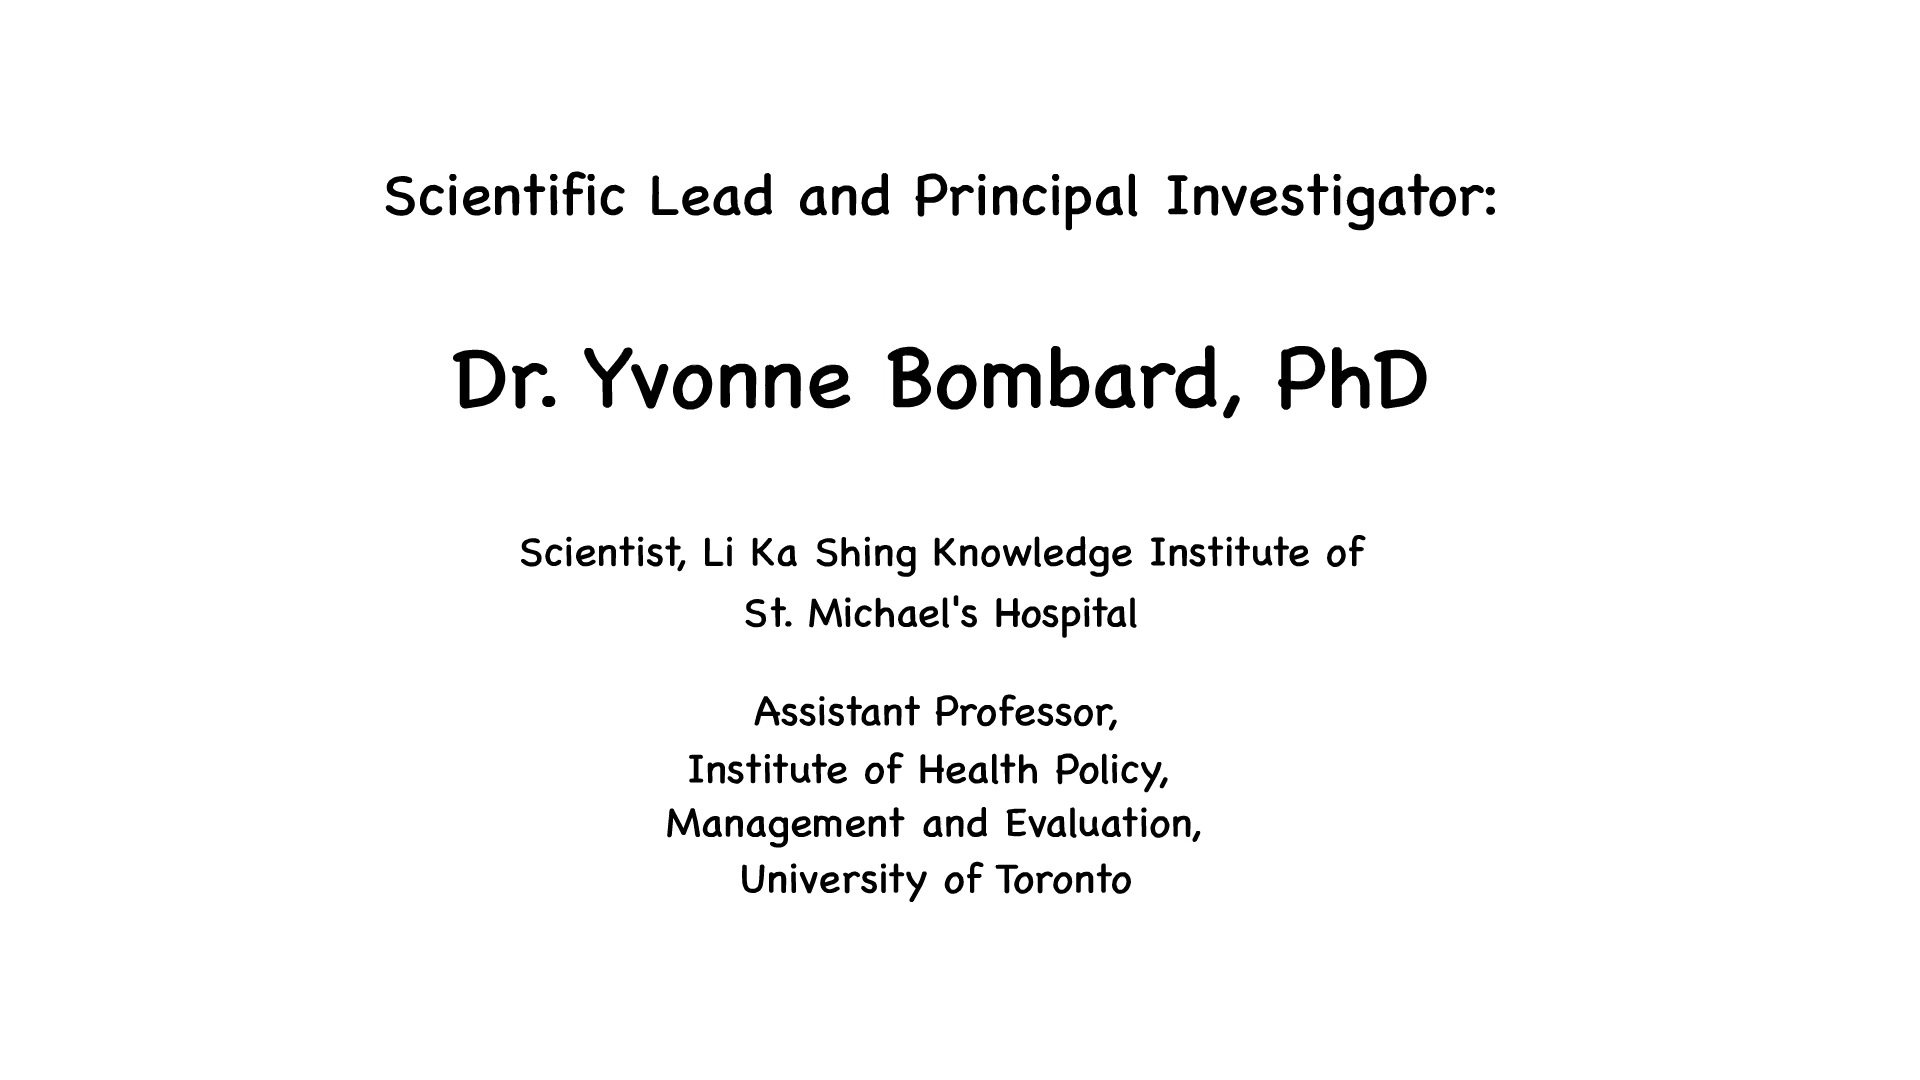 Scientific Lead and Principal Investigator:
Dr. Yvonne Bombard, PhD
Scientist, Li Ka Shing Knowledge Institute of
St. Michael's Hospital
Assistant Professor,
Institute of Health Policy,
Management and Evaluation,
University of Toronto